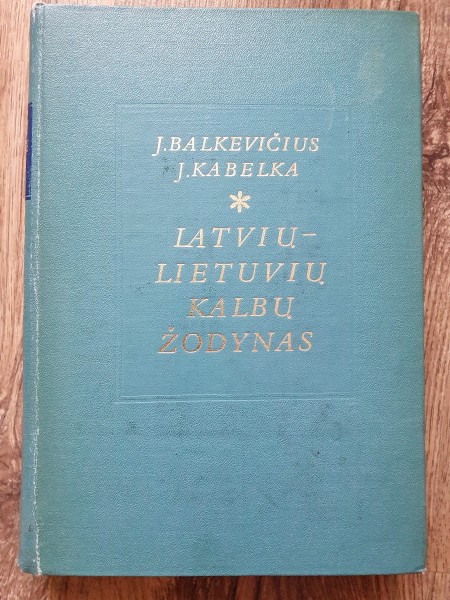 J.BALKEVIČIUS
J.KABELKA
*
LATVIŲ–
LIETUVIŲ
KALBŲ
ŽODYNAS